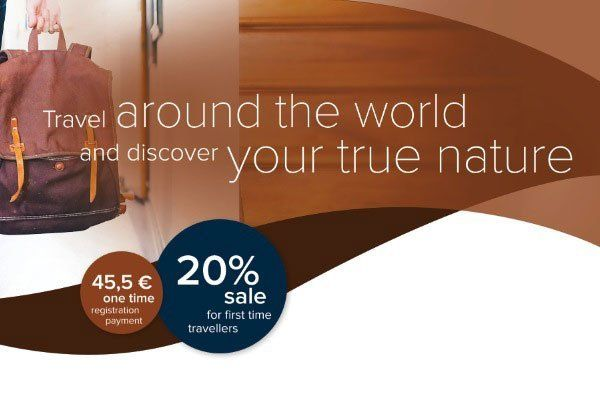 Travel around the world
and discover your true nature
45,5 €
one time
registration
payment
20%
sale
for first time
travellers